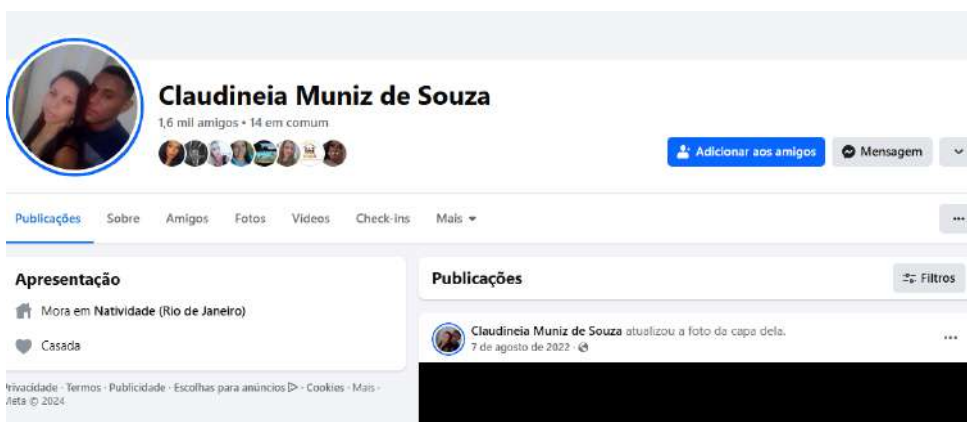 Claudineia Muniz de Souza
1,6 mil amigos • 14 em comum
Adicionar aos amigos
Mensagem
Publicações Sobre Amigos Fotos Vídeos Check-ins Mais
Apresentação
Mora em Natividade (Rio de Janeiro)
Casada
Privacidade · Termos · Publicidade · Escolhas para anúncios · Cookies · Mais ·
Meta © 2024
Publicações
Filtros
Claudineia Muniz de Souza atualizou a foto da capa dela.
7 de agosto de 2022 ·